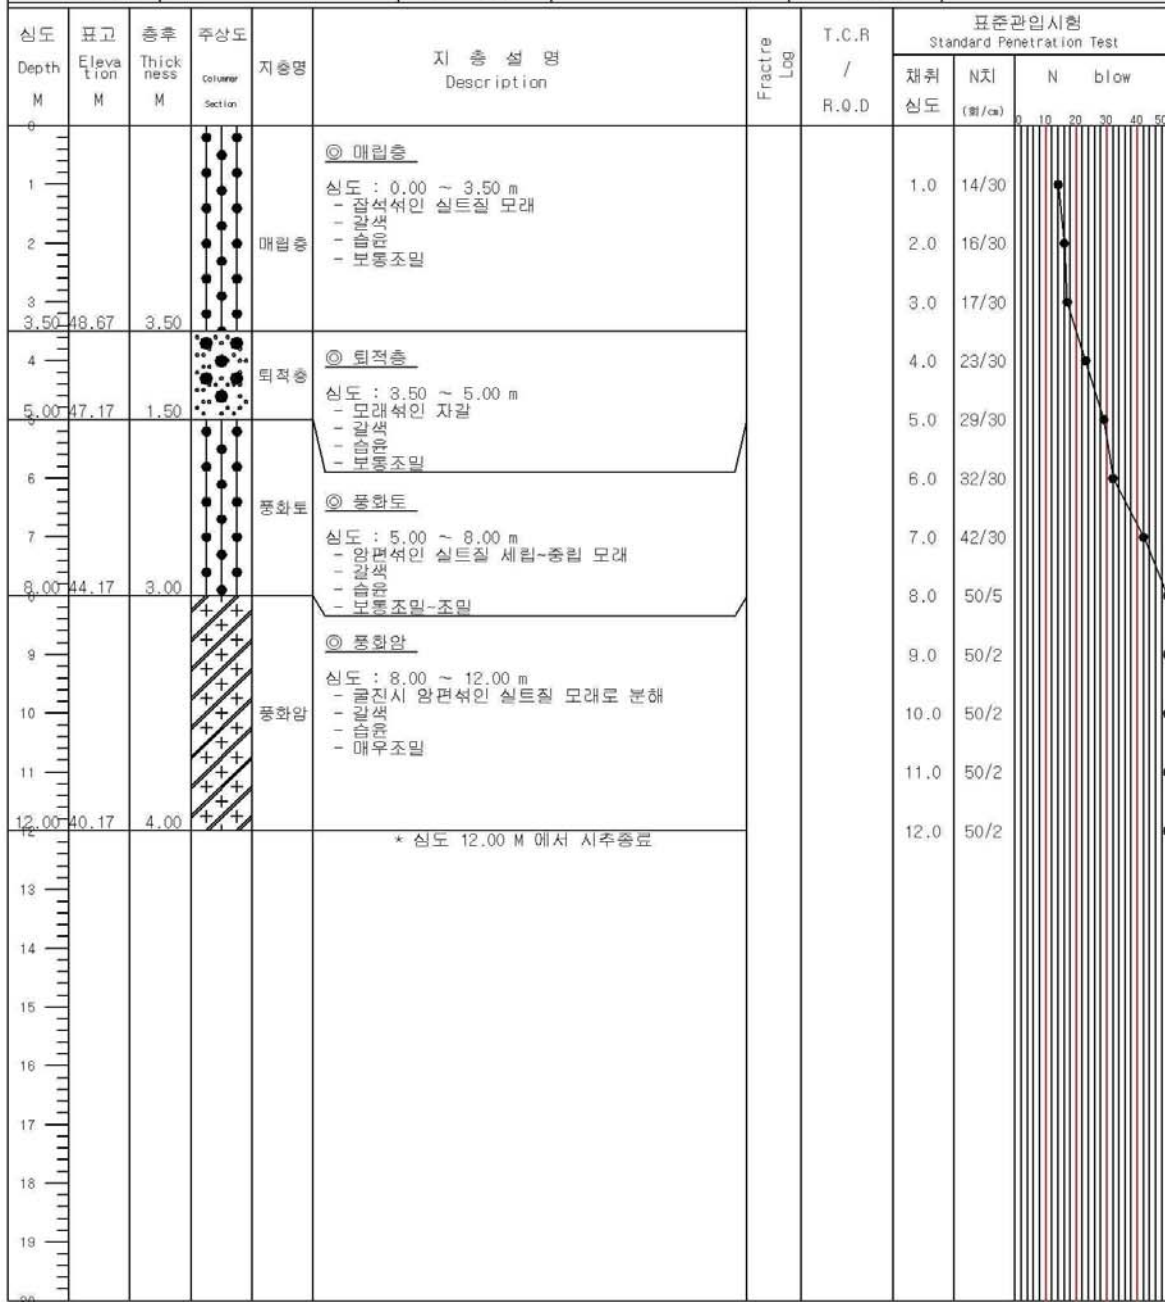 심도 표고 층후 주상도 지층명 지 층 설 명 Fractre Log T.C.R 표준관입시험
Standard Penetration Test
Depth Eleva tion Thick ness Columnar Description / 채취 N치 N blow
M M M Section R.Q.D 심도 (회/㎝)
0 0 10 20 30 40 50
◎ 매립층
심도 : 0.00 ~ 3.50 m
1 1.0 14/30
- 잡석섞인 실트질 모래
- 갈색
- 습윤
2 매립층 2.0 16/30
- 보통조밀
3 3.0 17/30
3.50 48.67 3.50
◎ 퇴적층
4 4.0 23/30
퇴적층
심도 : 3.50 ~ 5.00 m
- 모래섞인 자갈
5.00 47.17 1.50
5 5.0 29/30
- 갈색
- 습윤
- 보통조밀
6 6.0 32/30
풍화토 ◎ 풍화토
7 심도 : 5.00 ~ 8.00 m 7.0 42/30
- 암편섞인 실트질 세립~중립 모래
- 갈색
- 습윤
8.00 44.17 3.00
8.0 50/5
- 보통조밀~조밀
◎ 풍화암
9 9.0 50/2
심도 : 8.00 ~ 12.00 m
- 굴진시 암편섞인 실트질 모래로 분해
10 풍화암 - 갈색 10.0 50/2
- 습윤
- 매우조밀
11 11.0 50/2
12.00 40.17 4.00
12 12.0 50/2
* 심도 12.00 M 에서 시추종료
13
14
15
16
17
18
19
20